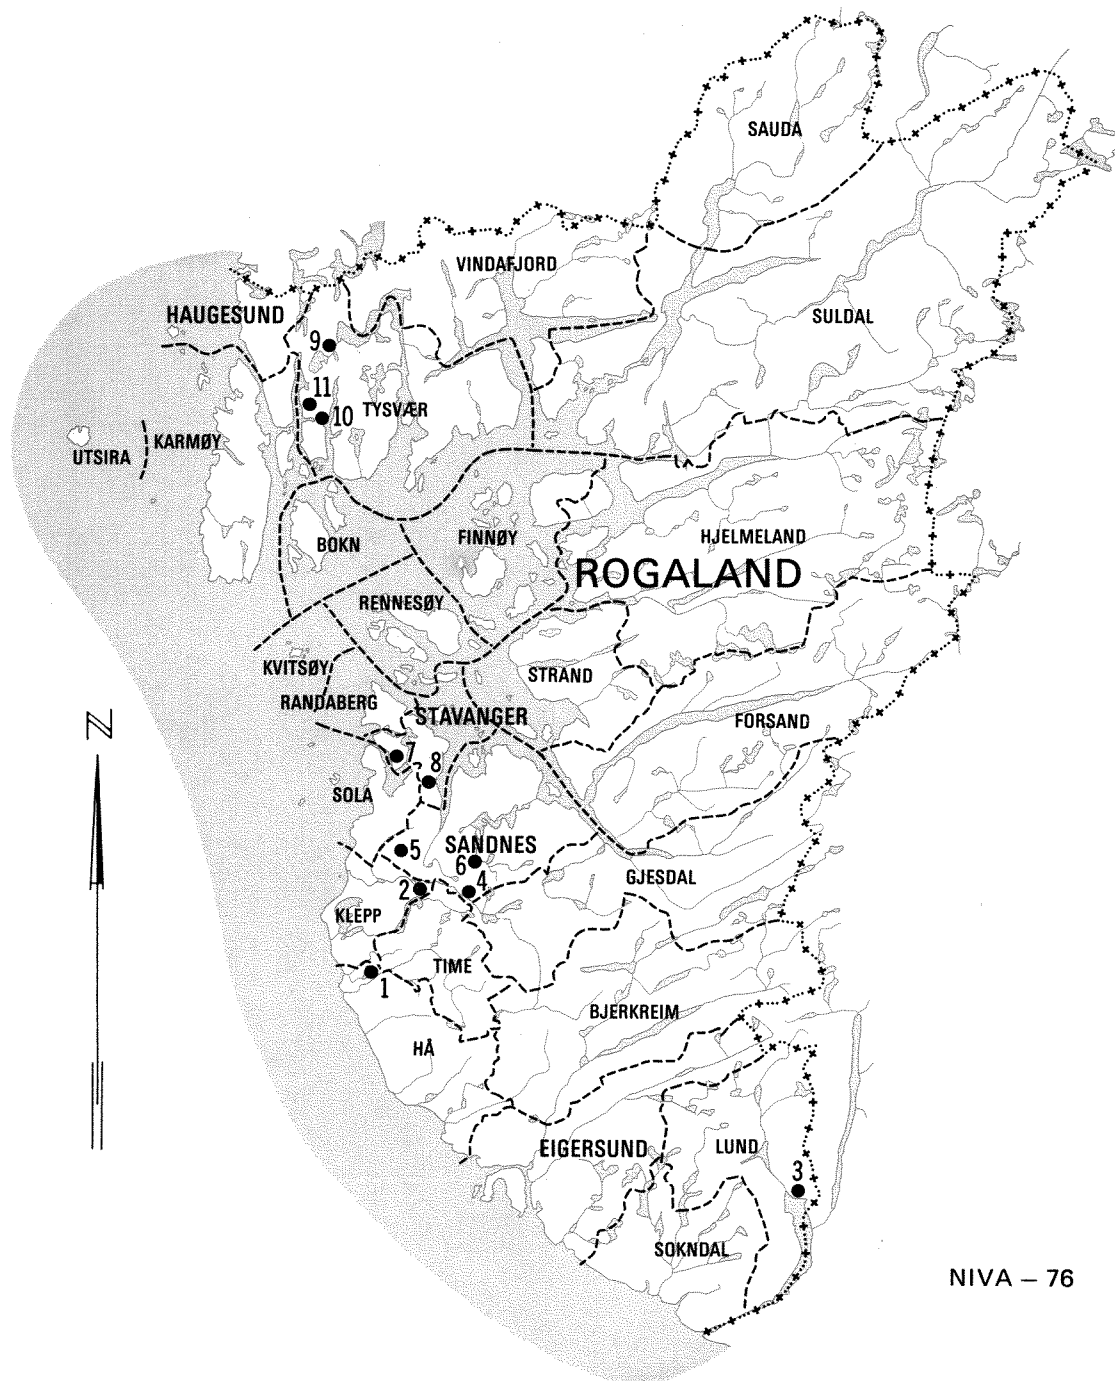 SAUDA
VINDAFJORD
HAUGESUND
SULDAL
9
11
10
TYSVÆR
KARMØY
UTSIRA
HJELMELAND
FINNØY
BOKN
ROGALAND
RENNESØY
KVITSØY
STRAND
RANDABERG
STAVANGER
FORSAND
N
7
8
SOLA
SANDNES
5
6
GJESDAL
2
4
KLEPP
TIME
1
BJERKREIM
HÅ
EIGERSUND
LUND
3
SOKNDAL
NIVA – 76